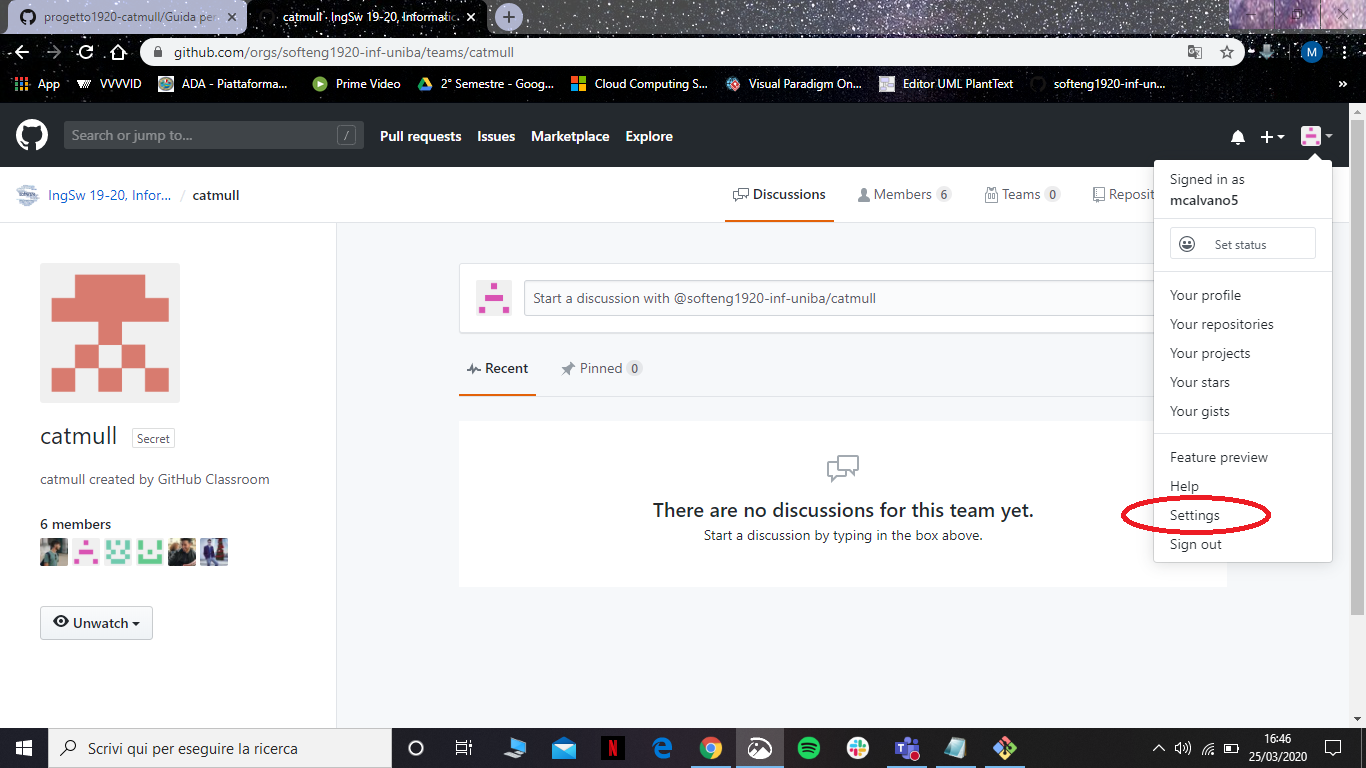 progetto1920-catmull/Guida per
catmull · IngSw 19-20, Informatic
github.com/orgs/softeng1920-inf-uniba/teams/catmull
M
App
VVVVID
ADA - Piattaforma...
Prime Video
2° Semestre - Goog...
Cloud Computing S...
Visual Paradigm On...
Editor UML PlantText
softeng1920-inf-un...
»
Search or jump to...
/
Pull requests
Issues
Marketplace
Explore
IngSw 19-20, Infor... / catmull
Discussions
Members 6
Teams 0
Reposit
Signed in as
mcalvano5
Set status
Your profile
Your repositories
Your projects
Your stars
Your gists
Feature preview
Help
Settings
Sign out
Start a discussion with @softeng1920-inf-uniba/catmull
Recent
Pinned 0
There are no discussions for this team yet.
Start a discussion by typing in the box above.
catmull
Secret
catmull created by GitHub Classroom
6 members
Unwatch
Scrivi qui per eseguire la ricerca
16:46
25/03/2020